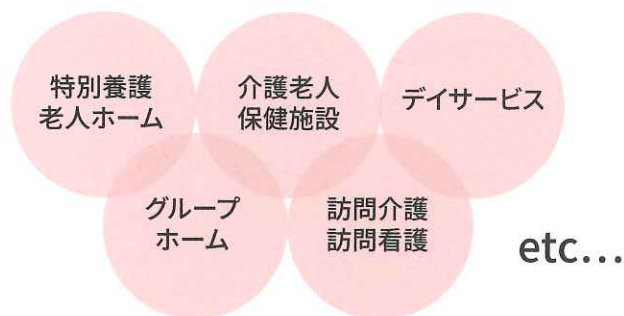 特別養護
老人ホーム
介護老人
保健施設
デイサービス
グループ
ホーム
訪問介護
訪問看護
etc...